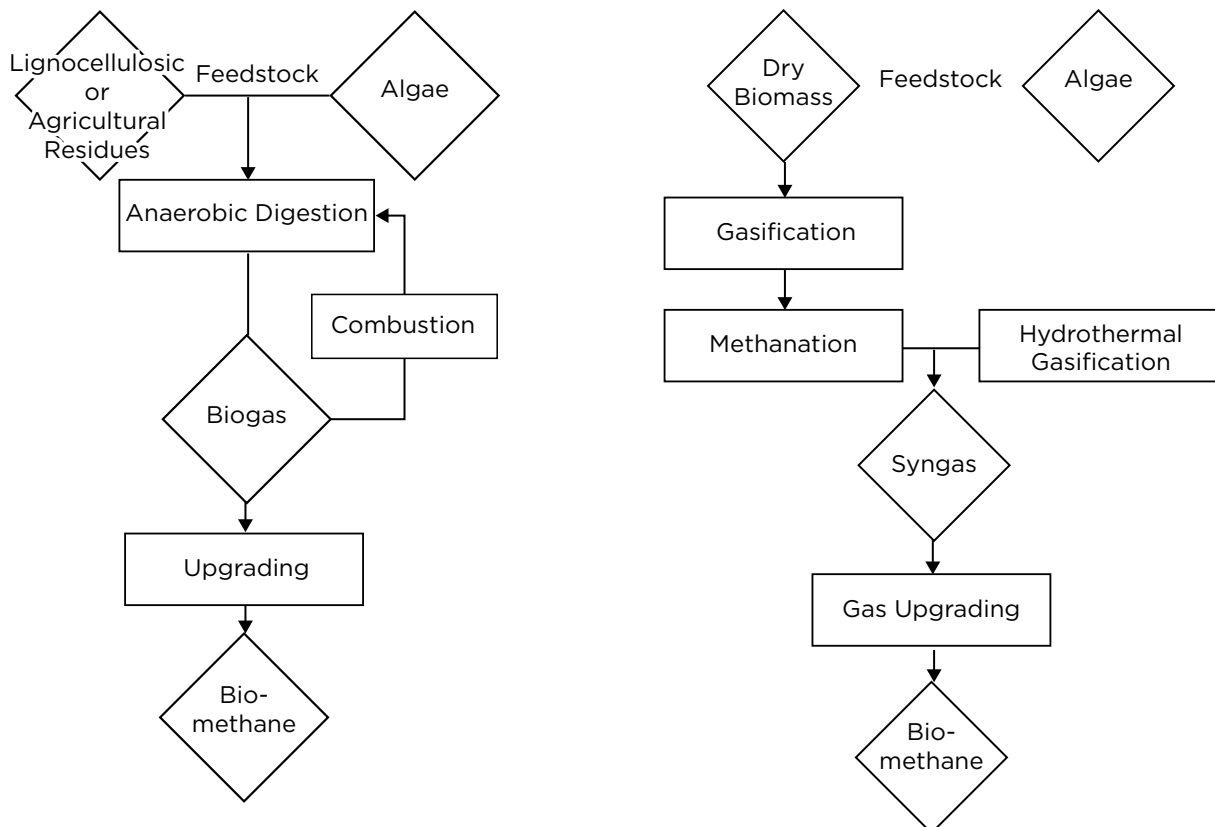 Lignocellulosic
or
Agricultural
Residues
Feedstock
Algae
Anaerobic Digestion
Combustion
Biogas
Upgrading
Bio-
methane
Dry
Biomass
Feedstock
Algae
Gasification
Methanation
Hydrothermal
Gasification
Syngas
Gas Upgrading
Bio-
methane